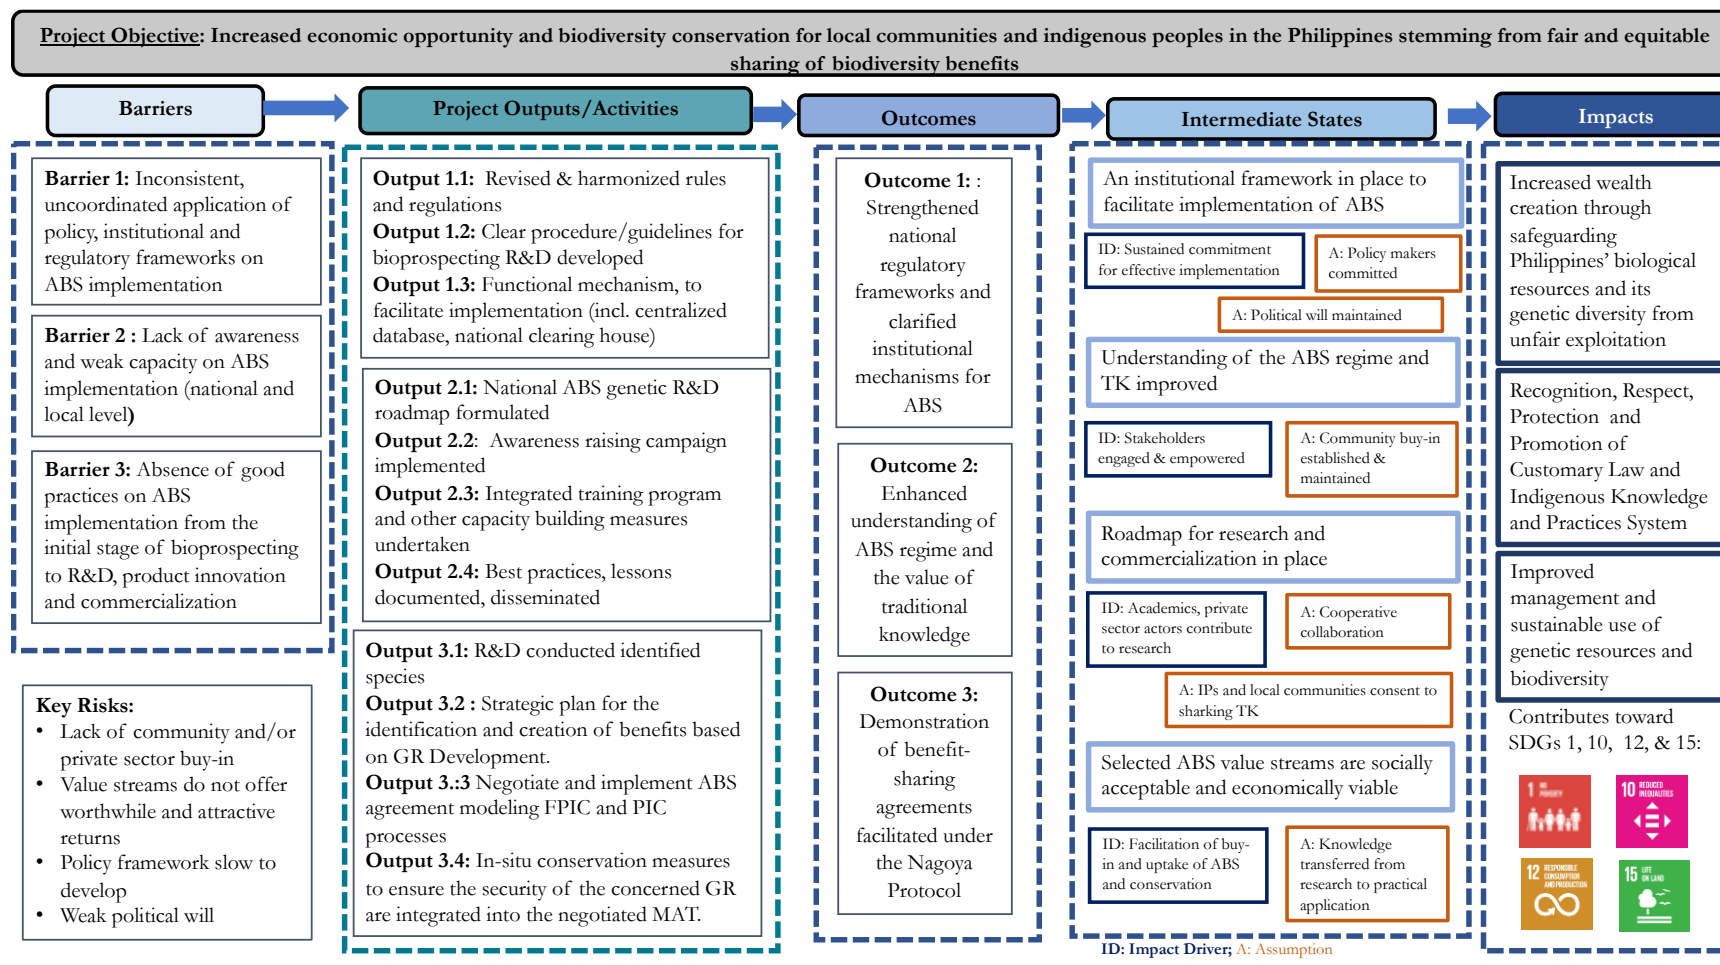 Project Objective: Increased economic opportunity and biodiversity conservation for local communities and indigenous peoples in the Philippines stemming from fair and equitable
sharing of biodiversity benefits
Barriers
Project Outputs/Activities
Outcomes
Intermediate States
Impacts
Barrier 1: Inconsistent,
uncoordinated application of
policy, institutional and
regulatory frameworks on
ABS implementation
Barrier 2 : Lack of awareness
and weak capacity on ABS
implementation (national and
local level)
Barrier 3: Absence of good
practices on ABS
implementation from the
initial stage of bioprospecting
to R&D, product innovation
and commercialization
Key Risks:
• Lack of community and/or
private sector buy-in
• Value streams do not offer
worthwhile and attractive
returns
• Policy framework slow to
develop
• Weak political will
Output 1.1: Revised & harmonized rules
and regulations
Output 1.2: Clear procedure/guidelines for
bioprospecting R&D developed
Output 1.3: Functional mechanism, to
facilitate implementation (incl. centralized
database, national clearing house)
Output 2.1: National ABS genetic R&D
roadmap formulated
Output 2.2: Awareness raising campaign
implemented
Output 2.3: Integrated training program
and other capacity building measures
undertaken
Output 2.4: Best practices, lessons
documented, disseminated
Output 3.1: R&D conducted identified
species
Output 3.2 : Strategic plan for the
identification and creation of benefits based
on GR Development.
Output 3.:3 Negotiate and implement ABS
agreement modeling FPIC and PIC
processes
Output 3.4: In-situ conservation measures
to ensure the security of the concerned GR
are integrated into the negotiated MAT.
Outcome 1: :
Strengthened
national
regulatory
frameworks and
clarified
institutional
mechanisms for
ABS
Outcome 2:
Enhanced
understanding of
ABS regime and
the value of
traditional
knowledge
Outcome 3:
Demonstration
of benefit-
sharing
agreements
facilitated under
the Nagoya
Protocol
An institutional framework in place to
facilitate implementation of ABS
ID: Sustained commitment
for effective implementation
A: Policy makers
committed
A: Political will maintained
Understanding of the ABS regime and
TK improved
ID: Stakeholders
engaged & empowered
A: Community buy-in
established &
maintained
Roadmap for research and
commercialization in place
ID: Academics, private
sector actors contribute
to research
A: Cooperative
collaboration
A: IPs and local communities consent to
sharking TK
Selected ABS value streams are socially
acceptable and economically viable
ID: Facilitation of buy-
in and uptake of ABS
and conservation
A: Knowledge
transferred from
research to practical
application
ID: Impact Driver; A: Assumption
Increased wealth
creation through
safeguarding
Philippines' biological
resources and its
genetic diversity from
unfair exploitation
Recognition, Respect,
Protection and
Promotion of
Customary Law and
Indigenous Knowledge
and Practices System
Improved
management and
sustainable use of
genetic resources and
biodiversity
Contributes toward
SDGs 1, 10, 12, & 15:
1 NO
POVERTY
10 REDUCED
INEQUALITIES
12 RESPONSIBLE
CONSUMPTION
AND PRODUCTION
15 LIFE
ON LAND